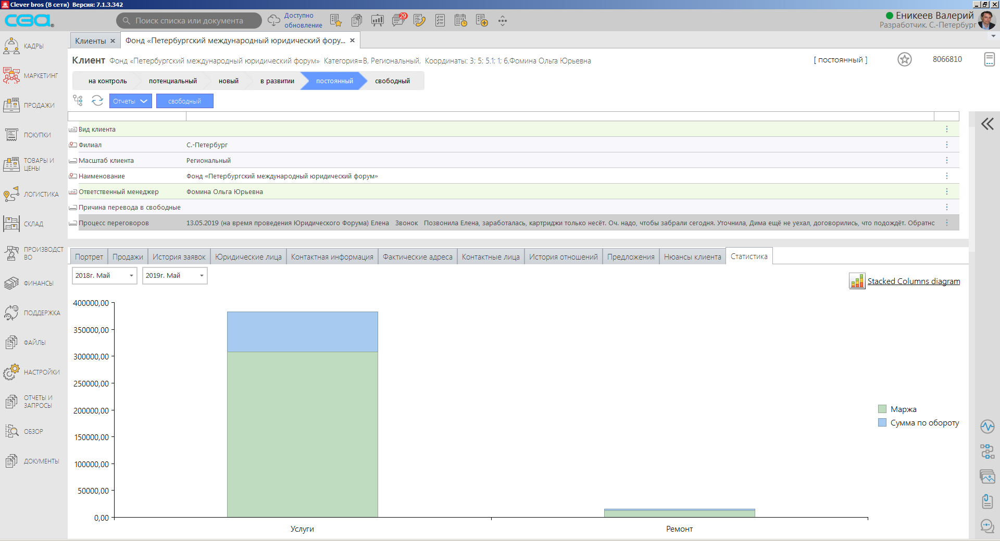 Clever bros (В сети) Версия: 7.1.3.342
сва®
Поиск списка или документа
Доступно
обновление
29
Еникеев Валерий
Разработчик. С.-Петербург
КАДРЫ
МАРКЕТИНГ
ПРОДАЖИ
ПОКУПКИ
ТОВАРЫ И
ЦЕНЫ
ЛОГИСТИКА
СКЛАД
ПРОИЗВОДСТ
ВО
ФИНАНСЫ
ПОДДЕРЖКА
ФАЙЛЫ
НАСТРОЙКИ
ОТЧЕТЫ И
ЗАПРОСЫ
ОБЗОР
ДОКУМЕНТЫ
Клиенты
Фонд «Петербургский международный юридический фору...
Клиент Фонд «Петербургский международный юридический форум» Категория=В, Региональный, Координаты: 3; 5; 5.1; 1; 6,Фомина Ольга Юрьевна
[ постоянный ]
8066810
на контроль потенциальный новый в развитии постоянный свободный
Отчеты свободный
Вид клиента
Филиал С.-Петербург
Масштаб клиента Региональный
Наименование Фонд «Петербургский международный юридический форум»
Ответственный менеджер Фомина Ольга Юрьевна
Причина перевода в свободные
Процесс переговоров 13.05.2019 (на время проведения Юридического Форума) Елена Звонок Позвонила Елена, заработалась, картриджи только несёт. Оч. надо, чтобы забрали сегодня. Уточнила, Дима ещё не уехал, договорились, что подождёт. Обратнс
Портрет Продажи История заявок Юридические лица Контактная информация Фактические адреса Контактные лица История отношений Предложения Нюансы клиента Статистика
2018г. Май 2019г. Май
Stacked Columns diagram
400000,00
350000,00
300000,00
250000,00
200000,00
150000,00
100000,00
50000,00
0,00
Услуги Ремонт
Маржа
Сумма по обороту